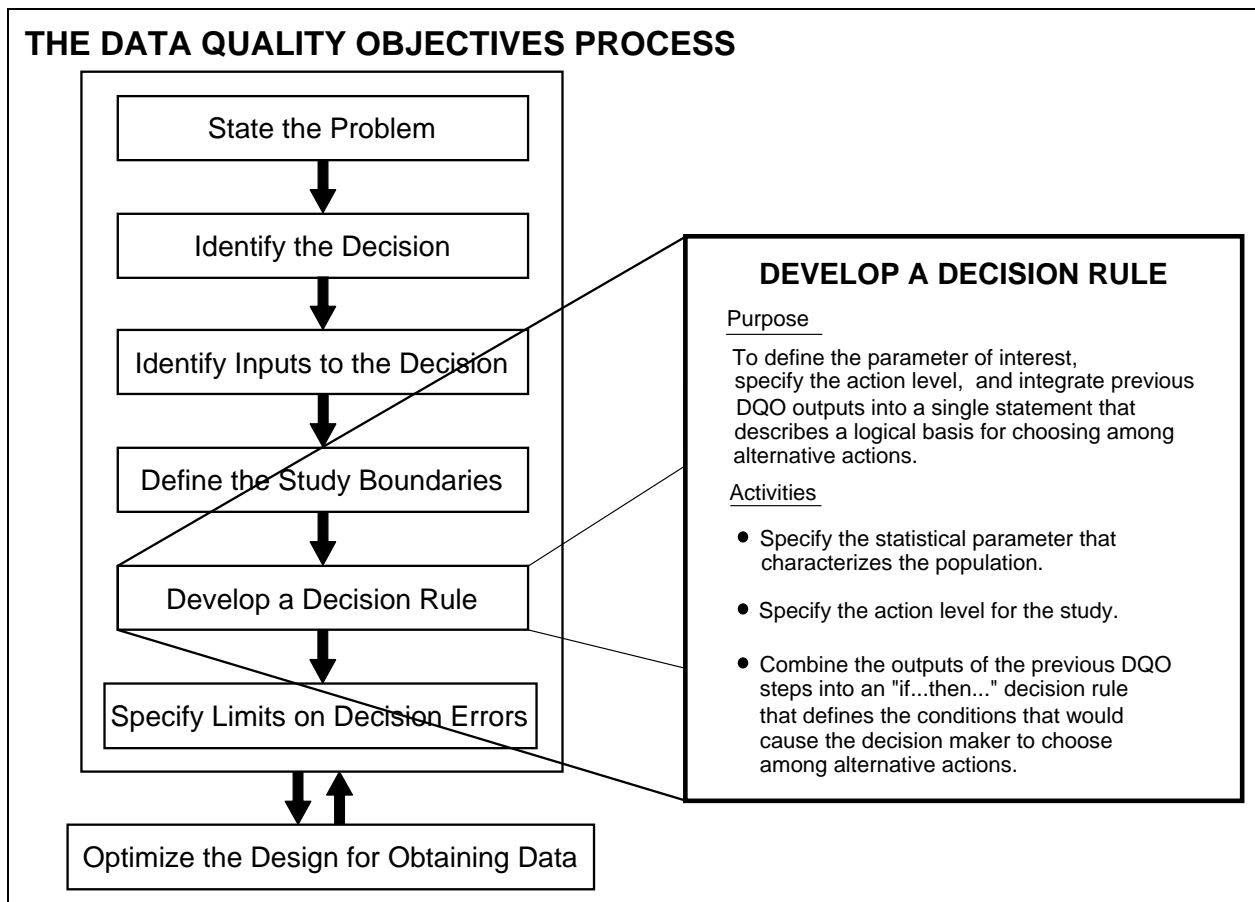 THE DATA QUALITY OBJECTIVES PROCESS
State the Problem
Identify the Decision
Identify Inputs to the Decision
Define the Study Boundaries
Develop a Decision Rule
Specify Limits on Decision Errors
Optimize the Design for Obtaining Data
DEVELOP A DECISION RULE
Purpose
To define the parameter of interest,
specify the action level, and integrate previous
DQO outputs into a single statement that
describes a logical basis for choosing among
alternative actions.
Activities
• Specify the statistical parameter that
characterizes the population.
• Specify the action level for the study.
• Combine the outputs of the previous DQO
steps into an "if...then..." decision rule
that defines the conditions that would
cause the decision maker to choose
among alternative actions.